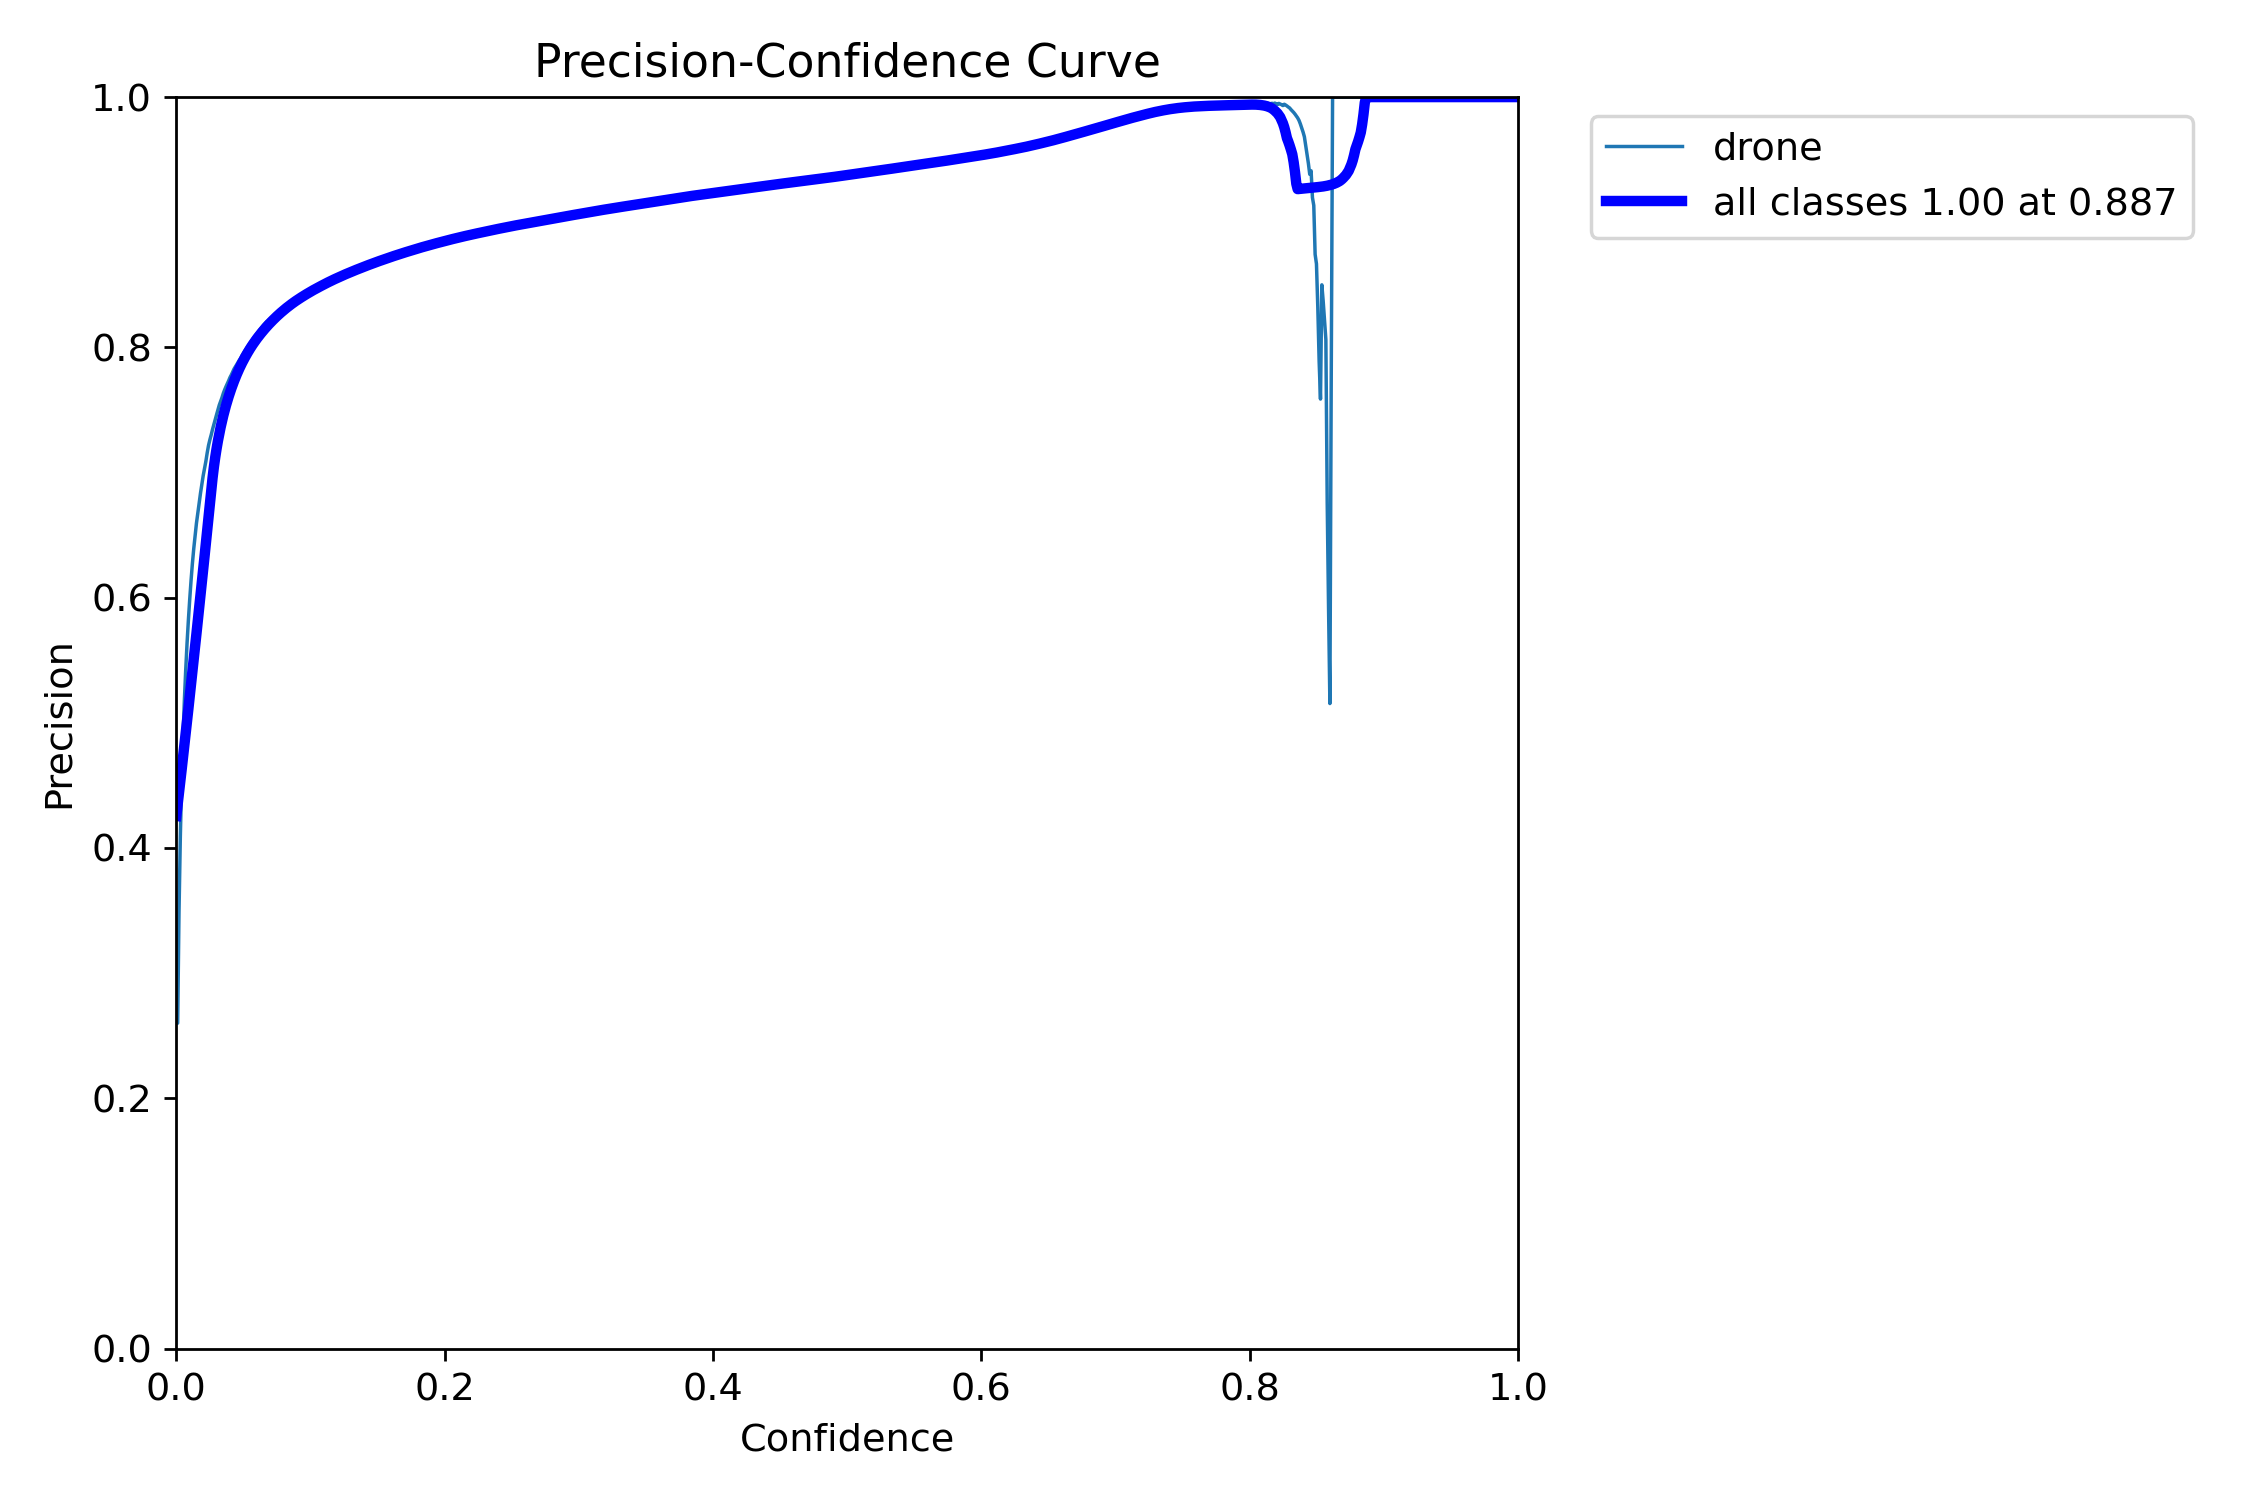 Precision-Confidence Curve
1.0
0.8
0.6
0.4
0.2
0.0
Precision
0.0 0.2 0.4 0.6 0.8 1.0
Confidence
drone
all classes 1.00 at 0.887